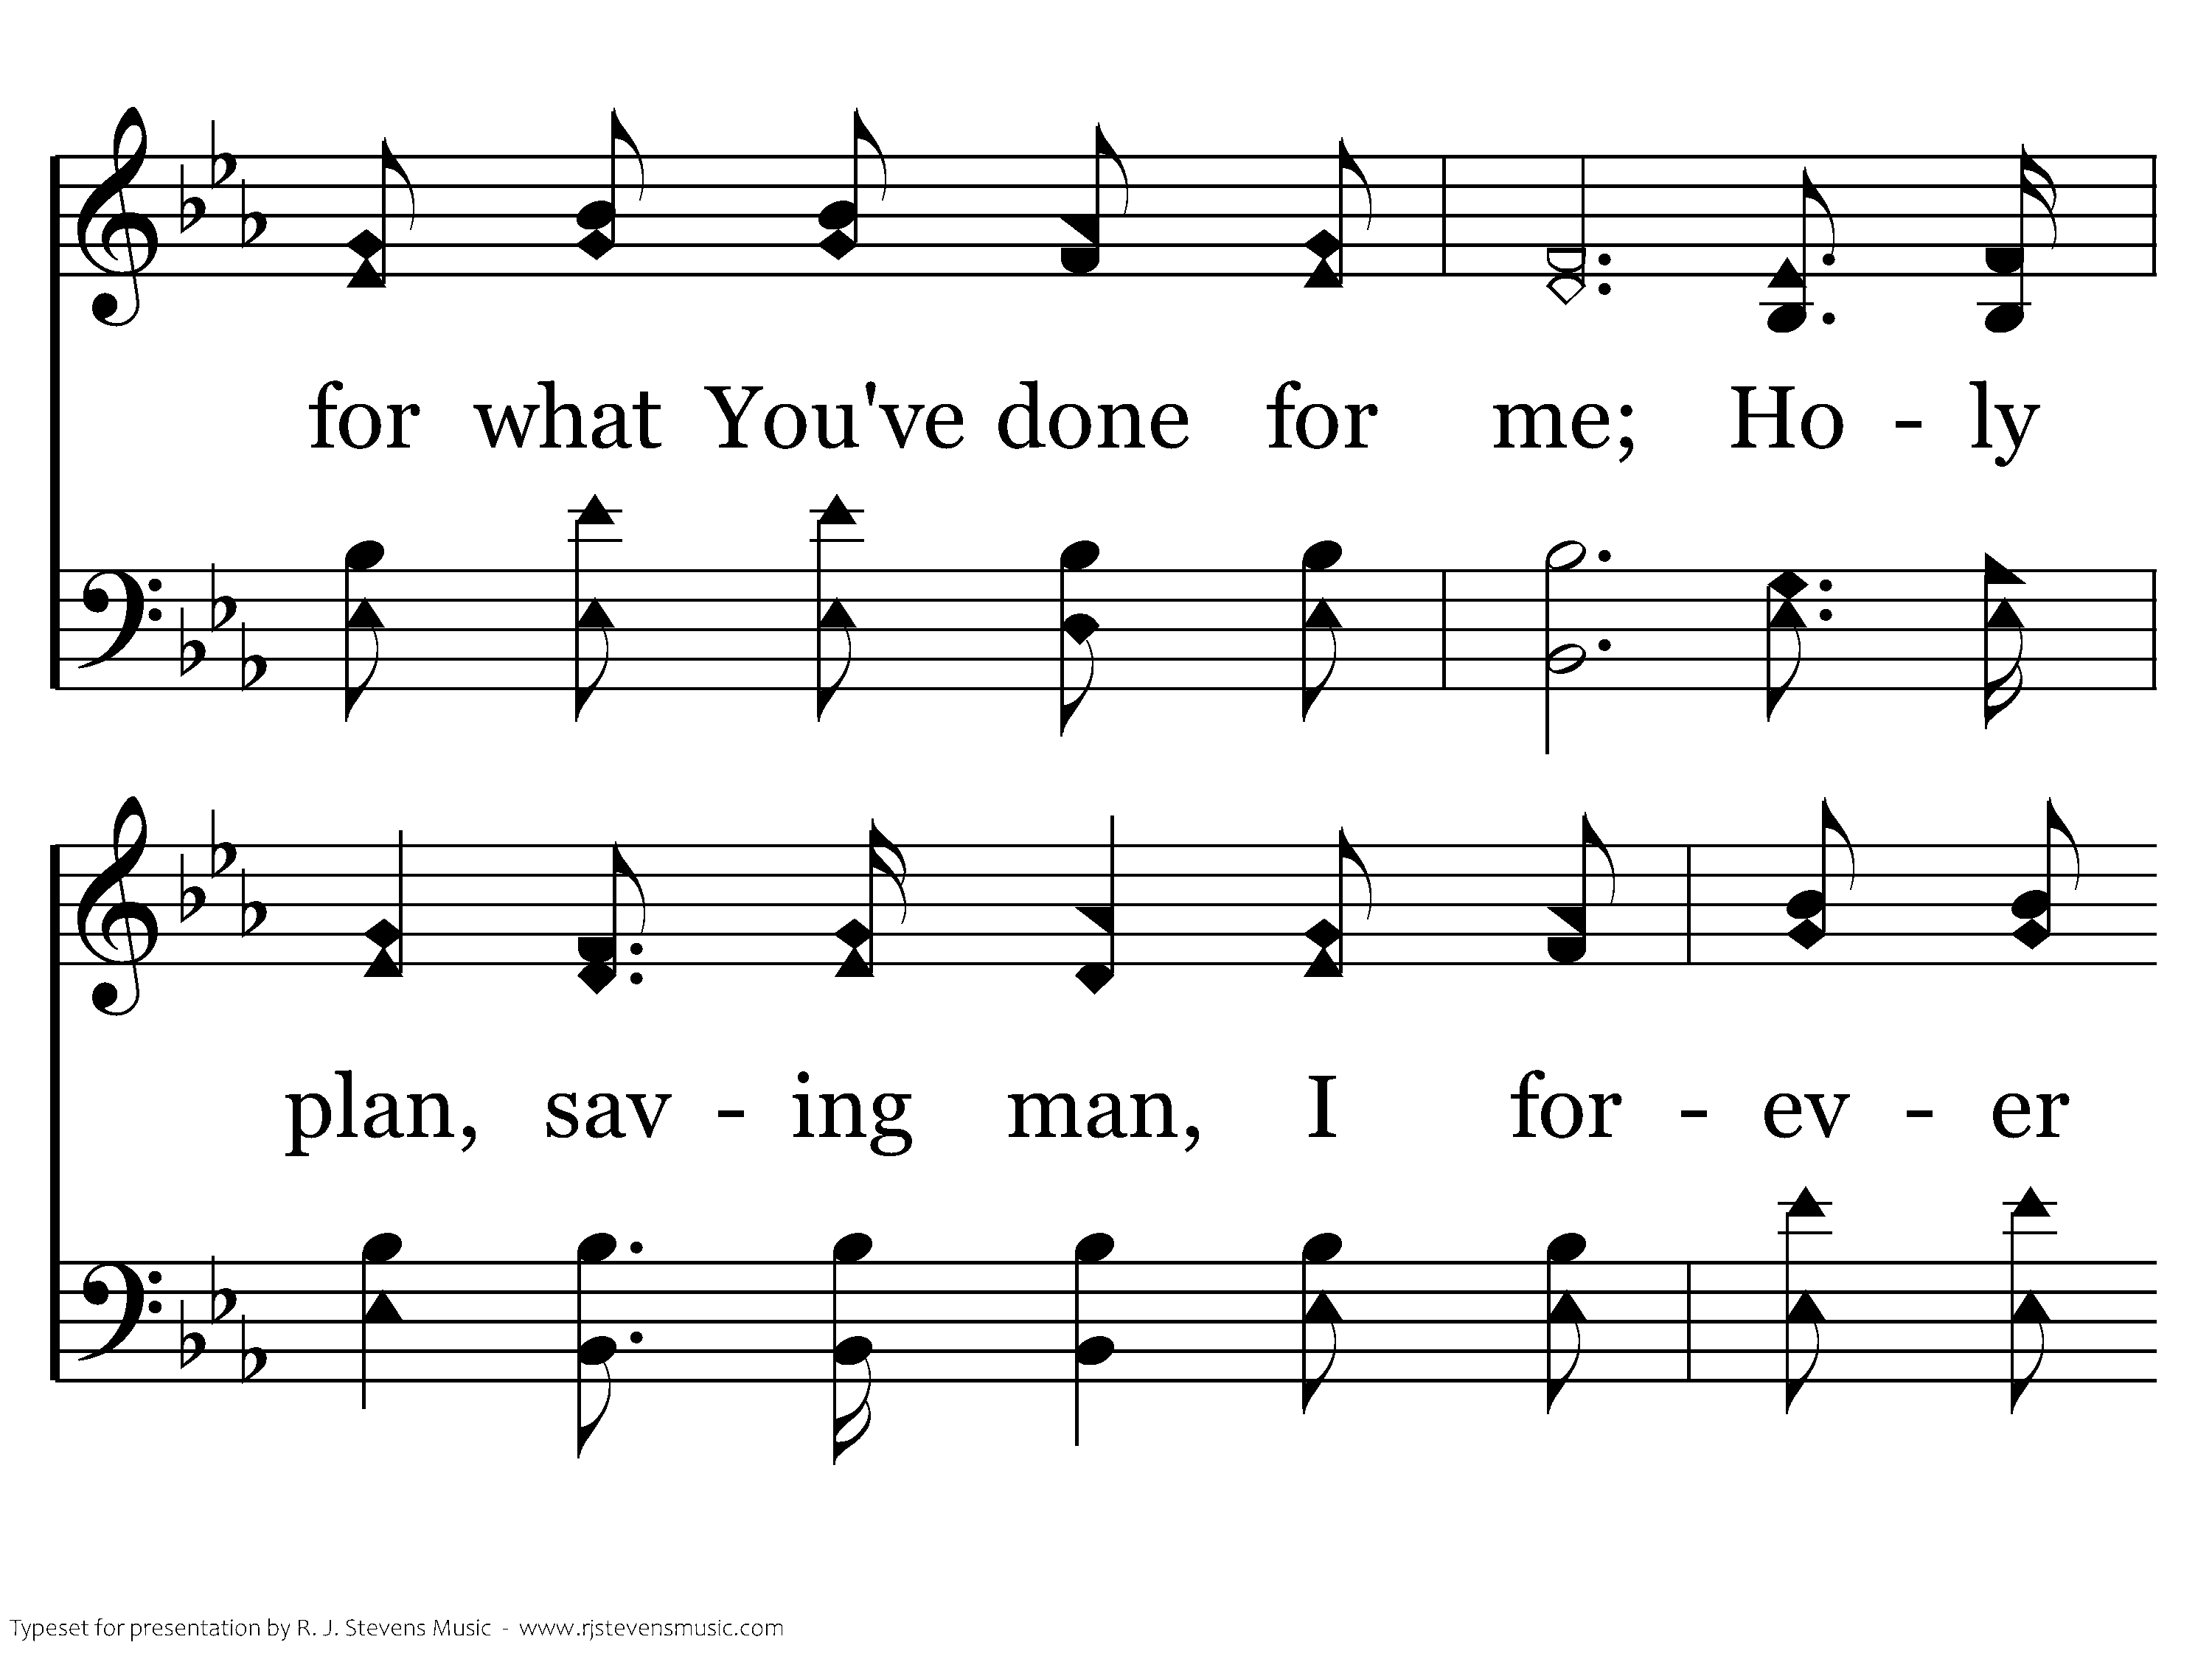 for what You've done for me; Ho - ly
plan, sav - ing man, I for - ev - er
Typeset for presentation by R. J. Stevens Music - www.rjstevensmusic.com